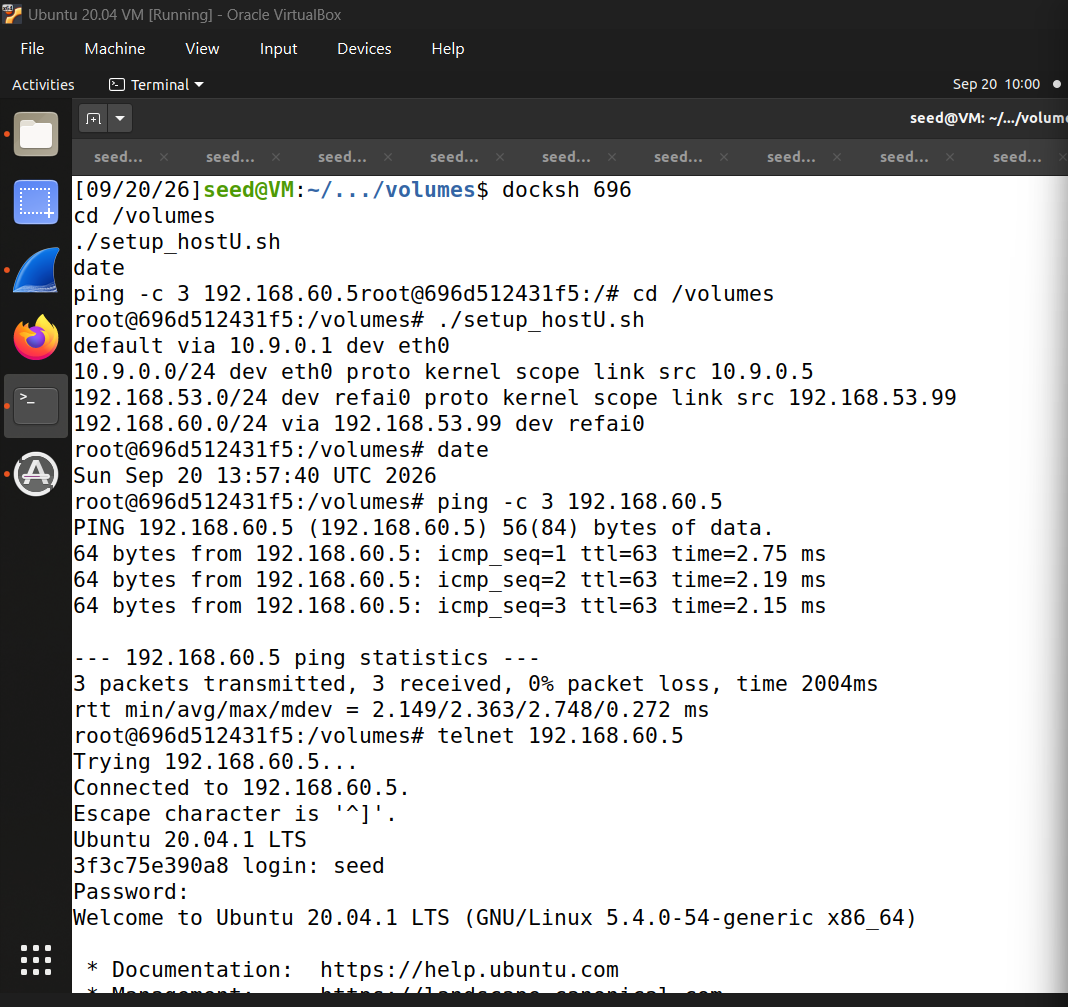 Ubuntu 20.04 VM [Running] - Oracle VirtualBox
File Machine View Input Devices Help
Activities Terminal Sep 20 10:00
seed@VM: ~/.../volume
seed... seed... seed... seed... seed... seed... seed... seed... seed...
[09/20/26]seed@VM:~/.../volumes$ docksh 696
cd /volumes
./setup_hostU.sh
date
ping -c 3 192.168.60.5root@696d512431f5:/# cd /volumes
root@696d512431f5:/volumes# ./setup_hostU.sh
default via 10.9.0.1 dev eth0
10.9.0.0/24 dev eth0 proto kernel scope link src 10.9.0.5
192.168.53.0/24 dev refai0 proto kernel scope link src 192.168.53.99
192.168.60.0/24 via 192.168.53.99 dev refai0
root@696d512431f5:/volumes# date
Sun Sep 20 13:57:40 UTC 2026
root@696d512431f5:/volumes# ping -c 3 192.168.60.5
PING 192.168.60.5 (192.168.60.5) 56(84) bytes of data.
64 bytes from 192.168.60.5: icmp_seq=1 ttl=63 time=2.75 ms
64 bytes from 192.168.60.5: icmp_seq=2 ttl=63 time=2.19 ms
64 bytes from 192.168.60.5: icmp_seq=3 ttl=63 time=2.15 ms
--- 192.168.60.5 ping statistics ---
3 packets transmitted, 3 received, 0% packet loss, time 2004ms
rtt min/avg/max/mdev = 2.149/2.363/2.748/0.272 ms
root@696d512431f5:/volumes# telnet 192.168.60.5
Trying 192.168.60.5...
Connected to 192.168.60.5.
Escape character is '^]'.
Ubuntu 20.04.1 LTS
3f3c75e390a8 login: seed
Password:
Welcome to Ubuntu 20.04.1 LTS (GNU/Linux 5.4.0-54-generic x86_64)
* Documentation: https://help.ubuntu.com
* Management: https://landscape.canonical.com